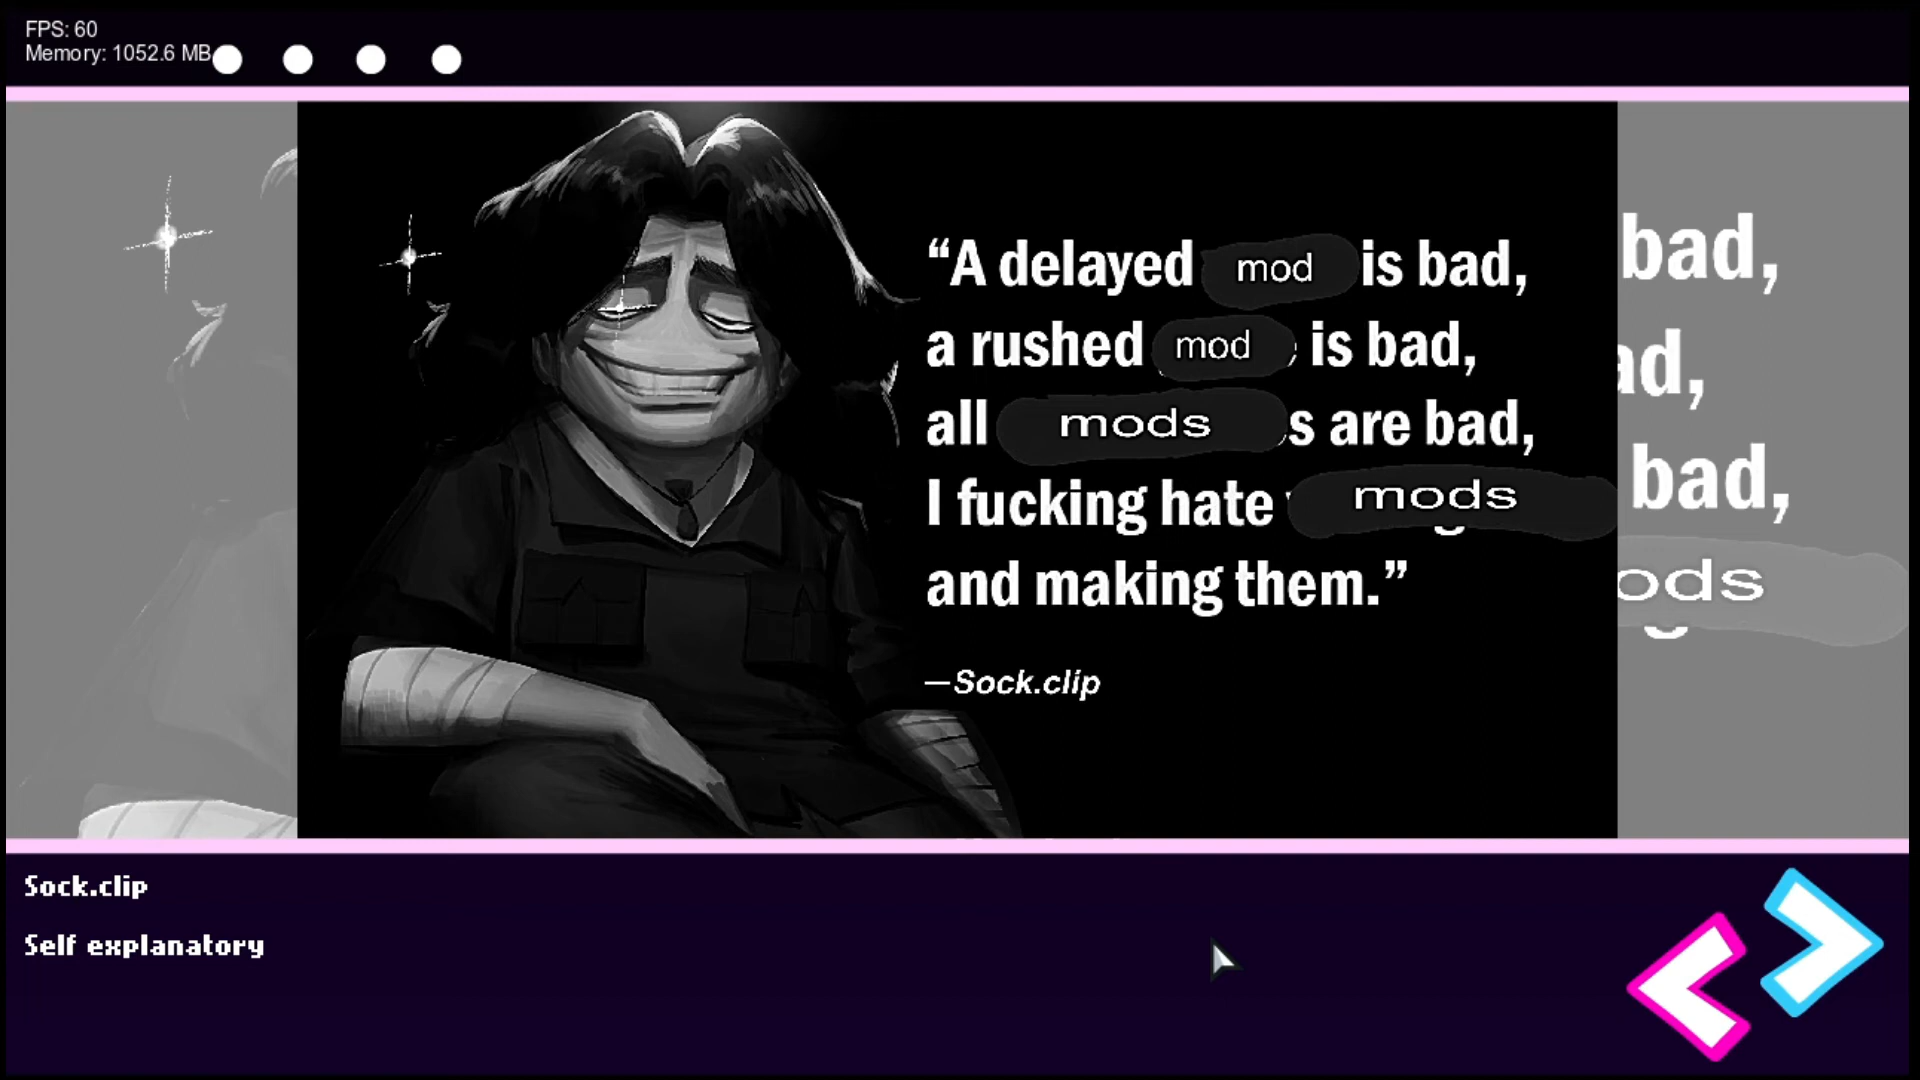 FPS: 60
Memory: 1052.6 MB
“A delayed mod is bad,
a rushed mod is bad,
all mods s are bad,
I fucking hate mods
and making them.”
—Sock.clip
bad,
ad,
bad,
ods
Sock.clip
Self explanatory